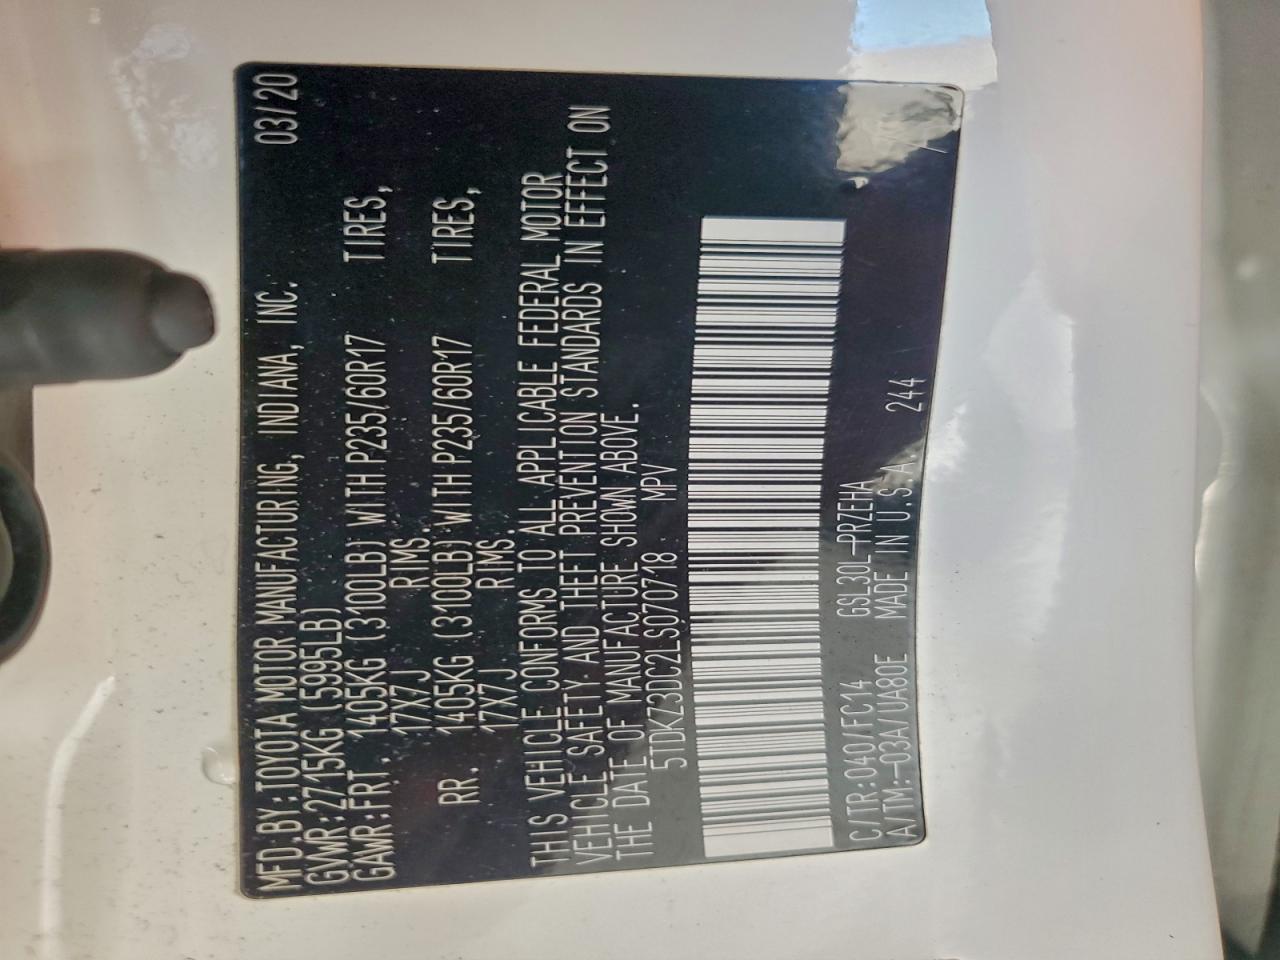 MFD.BY:TOYOTA MOTOR MANUFACTURING, INDIANA, INC. 03/20
GVWR:2715KG (5995LB)
GAWR:FRT. 1405KG (3100LB) WITH P235/60R17 TIRES,
17X7J RIMS.
RR. 1405KG (3100LB) WITH P235/60R17 TIRES,
17X7J RIMS.
THIS VEHICLE CONFORMS TO ALL APPLICABLE FEDERAL MOTOR
VEHICLE SAFETY AND THEFT PREVENTION STANDARDS IN EFFECT ON
THE DATE OF MANUFACTURE SHOWN ABOVE.
5TDKZ3DC2LS070718 MPV
C/TR:040/FC14 GSL30L-PRZEHA
A/TM:-03A/UA80E MADE IN U.S.A. 244